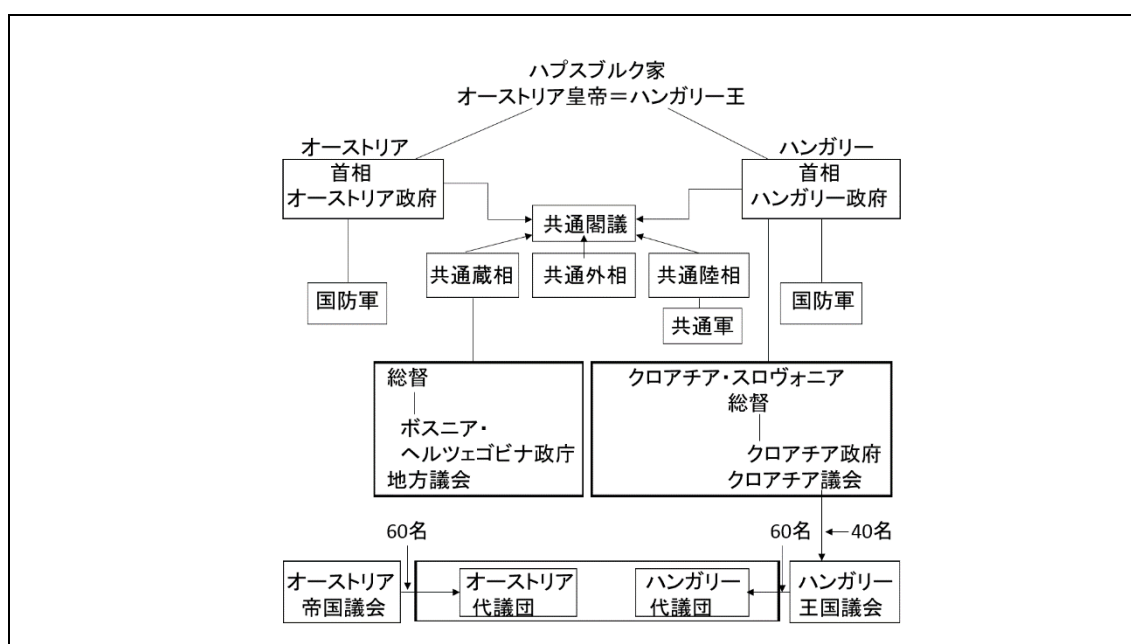 ハプスブルク家
オーストリア皇帝＝ハンガリー王
オーストリア
首相
オーストリア政府
ハンガリー
首相
ハンガリー政府
共通閣議
共通蔵相
共通外相
共通陸相
国防軍
共通軍
国防軍
総督
ボスニア・
ヘルツェゴビナ政庁
地方議会
クロアチア・スロヴォニア
総督
クロアチア政府
クロアチア議会
60名
60名
40名
オーストリア
帝国議会
オーストリア
代議団
ハンガリー
代議団
ハンガリー
王国議会